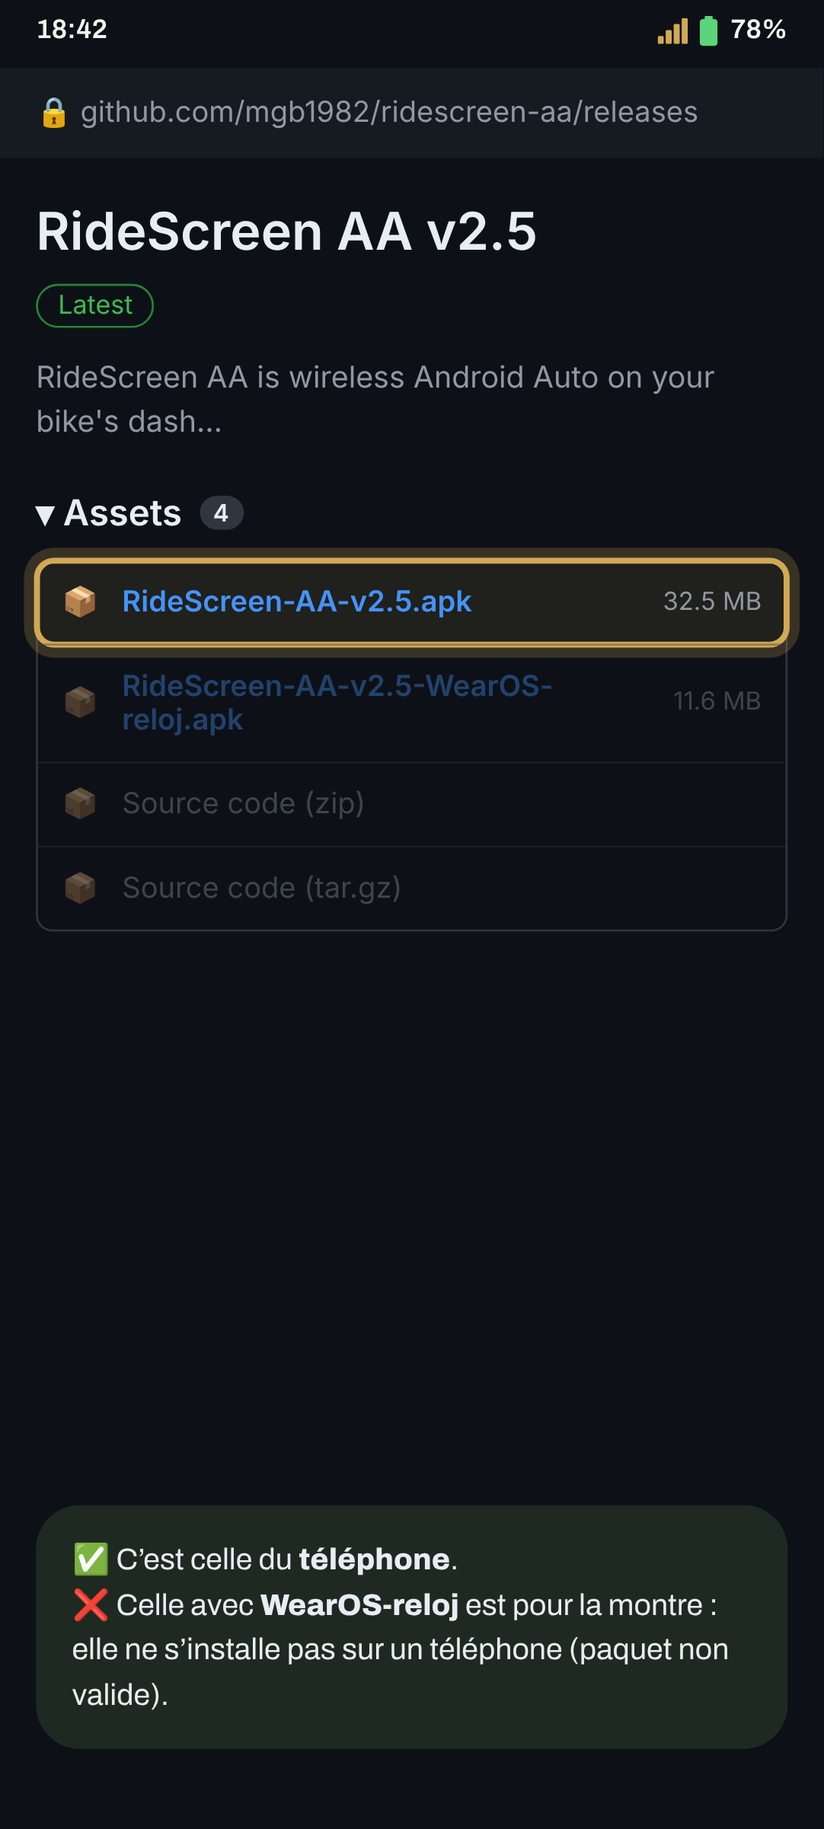 18:42
78%
github.com/mgb1982/ridescreen-aa/releases
RideScreen AA v2.5
Latest
RideScreen AA is wireless Android Auto on your
bike's dash...
▾ Assets 4
RideScreen-AA-v2.5.apk 32.5 MB
RideScreen-AA-v2.5-WearOS-
reloj.apk
11.6 MB
Source code (zip)
Source code (tar.gz)
✅ C’est celle du téléphone.
❌ Celle avec WearOS-reloj est pour la montre :
elle ne s’installe pas sur un téléphone (paquet non
valide).